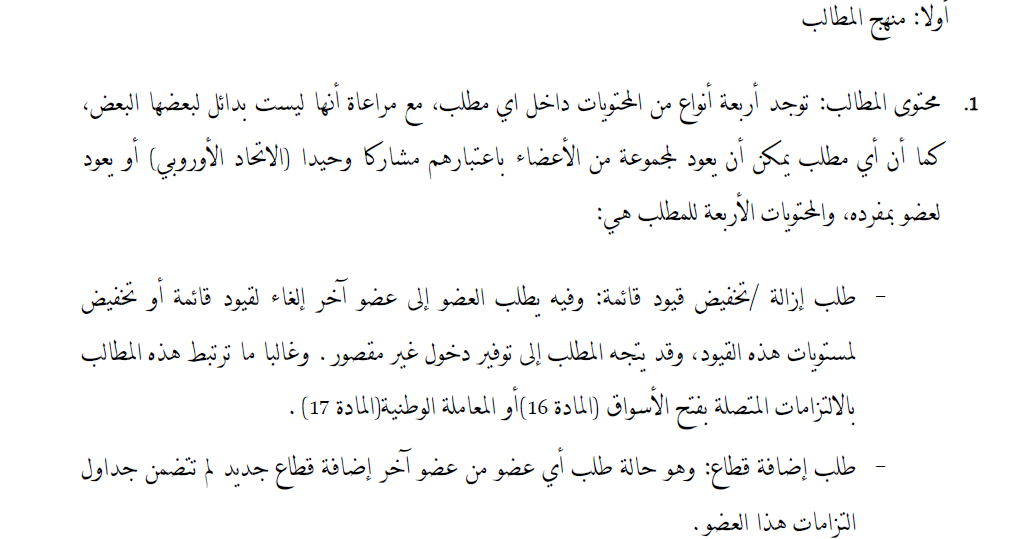 أولا: منهج المطالب
1. محتوى المطالب: توجد أربعة أنواع من المحتويات داخل اي مطلب، مع مراعاة أنها ليست بدائل لبعضها البعض،
كما أن أي مطلب يمكن أن يعود لمجموعة من الأعضاء باعتبارهم مشاركا وحيدا (الاتحاد الأوروبي) أو يعود
لعضو بمفرده، والمحتويات الأربعة للمطلب هي:
- طلب إزالة /تخفيض قيود قائمة: وفيه يطلب العضو إلى عضو آخر إلغاء لقيود قائمة أو تخفيض
لمستويات هذه القيود، وقد يتجه المطلب إلى توفير دخول غير مقصور. وغالبا ما ترتبط هذه المطالب
بالالتزامات المتصلة بفتح الأسواق (المادة 16)أو المعاملة الوطنية(المادة 17) .
- طلب إضافة قطاع: وهو حالة طلب أي عضو من عضو آخر إضافة قطاع جديد لم تتضمن جداول
التزامات هذا العضو.